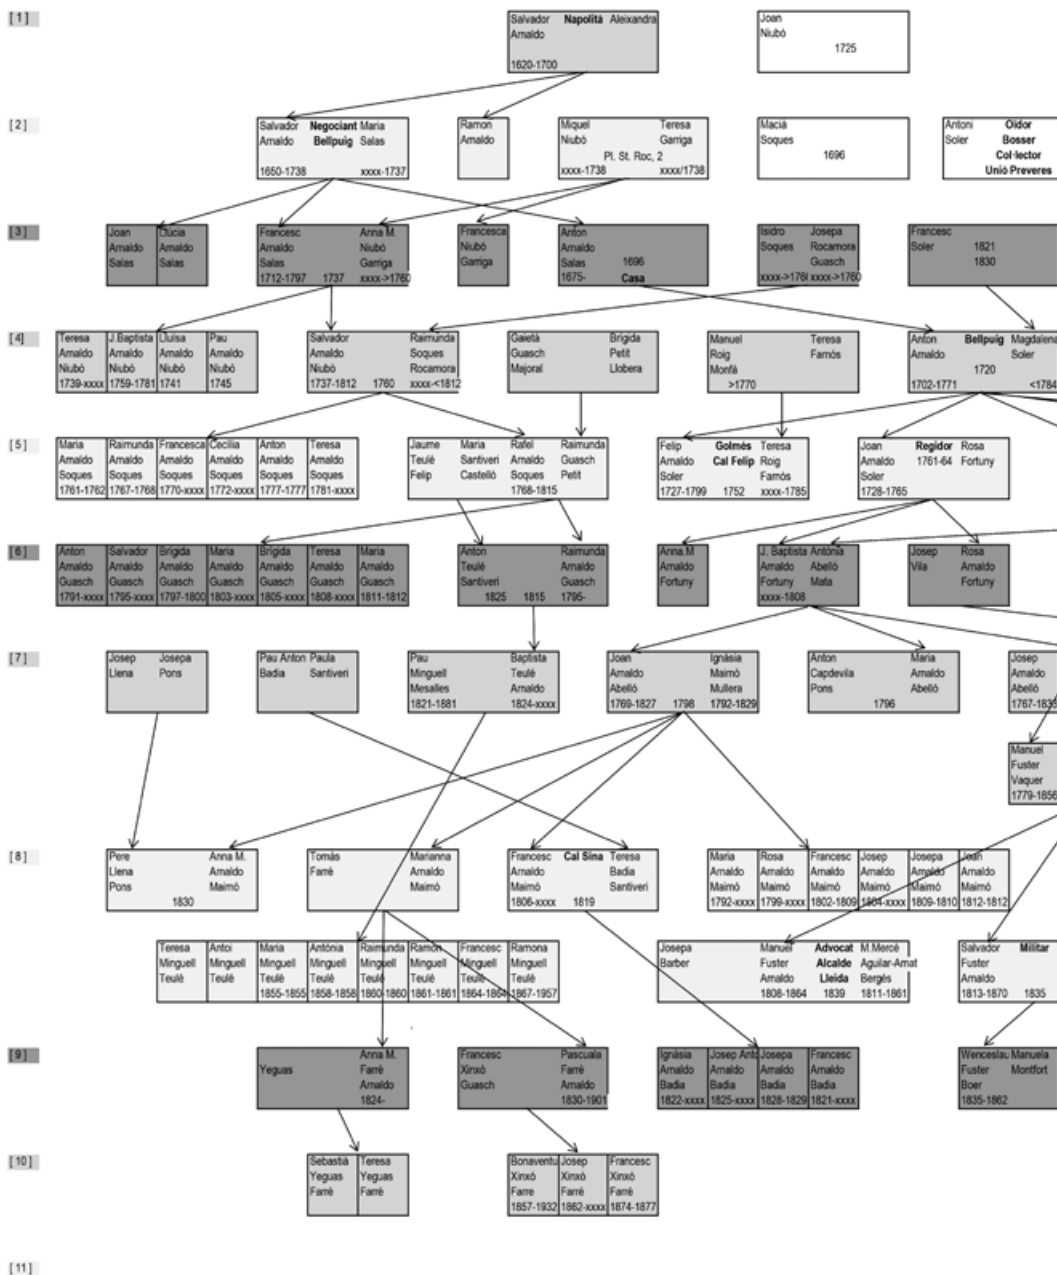 [1]
Salvador Napolità Aleixandra
Arnaldo
1620-1700
Joan
Niubó
1725
[2]
Salvador Negociant Maria
Arnaldo Bellpuig Salas
1650-1738 xxxx-1737
Ramon
Arnaldo
Miquel Teresa
Niubó Garriga
Pl. St. Roc, 2
xxxx-1738 xxxx/1738
Macià
Soques
1696
Antoni Oïdor
Soler Bosser
Col·lector
Unió Preveres
[3]
Joan
Arnaldo
Salas
Llúcia
Arnaldo
Salas
Francesc Anna M.
Arnaldo Niubó
Salas Garriga
1712-1797 1737 xxxx->1760
Francesca
Niubó
Garriga
Anton
Arnaldo
Salas 1696
1675- Casa
Isidro Josepa
Soques Rocamora
Guasch
xxxx->1760 xxxx->1760
Francesc
Soler 1821
1830
[4]
Teresa
Arnaldo
Niubó
1739-xxxx
J.Baptista
Arnaldo
Niubó
1759-1781
Lluïsa
Arnaldo
Niubó
1741
Pau
Arnaldo
Niubó
1745
Salvador Raimunda
Arnaldo Soques
Niubó Rocamora
1737-1812 1760 xxxx-<1812
Gaietà Brígida
Guasch Petit
Majoral Llobera
Manuel Teresa
Roig Farnós
Monfà
>1770
Anton Bellpuig Magdalena
Arnaldo Soler
1720
1702-1771 <1784
[5]
Maria
Arnaldo
Soques
1761-1762
Raimunda
Arnaldo
Soques
1767-1768
Francesca
Arnaldo
Soques
1770-xxxx
Cecília
Arnaldo
Soques
1772-xxxx
Anton
Arnaldo
Soques
1777-1777
Teresa
Arnaldo
Soques
1781-xxxx
Jaume Maria Rafel Raimunda
Teulé Santiveri Arnaldo Guasch
Felip Castelló Soques Petit
1768-1815
Felip Golmés Teresa
Arnaldo Cal Felip Roig
Soler Farnós
1727-1799 1752 xxxx-1785
Joan Regidor Rosa
Arnaldo 1761-64 Fortuny
Soler
1728-1765
[6]
Anton
Arnaldo
Guasch
1791-xxxx
Salvador
Arnaldo
Guasch
1795-xxxx
Brígida
Arnaldo
Guasch
1797-1800
Maria
Arnaldo
Guasch
1803-xxxx
Brígida
Arnaldo
Guasch
1805-xxxx
Teresa
Arnaldo
Guasch
1808-xxxx
Maria
Arnaldo
Guasch
1811-1812
Anton Raimunda
Teulé Arnaldo
Santiveri Guasch
1825 1815 1795-
Anna.M
Arnaldo
Fortuny
J. Baptista Antònia
Arnaldo Abelló
Fortuny Mata
xxxx-1808
Josep Rosa
Vila Arnaldo
Fortuny
[7]
Josep Josepa
Llena Pons
Pau Anton Paula
Badia Santiveri
Pau Baptista
Minguell Teulé
Mesalles Arnaldo
1821-1881 1824-xxxx
Joan Ignàsia
Arnaldo Maimó
Abelló Mullera
1769-1827 1798 1792-1829
Anton Maria
Capdevila Arnaldo
Pons Abelló
1796
Josep
Arnaldo
Abelló
1767-1833
Manuel
Fuster
Vaquer
1779-1856
[8]
Pere Anna M.
Llena Arnaldo
Pons Maimó
1830
Tomàs Marianna
Farré Arnaldo
Maimó
Francesc Cal Sina Teresa
Arnaldo Badia
Maimó Santiveri
1806-xxxx 1819
Maria
Arnaldo
Maimó
1792-xxxx
Rosa
Arnaldo
Maimó
1799-xxxx
Francesc
Arnaldo
Maimó
1802-1809
Josep
Arnaldo
Maimó
1804-xxxx
Josepa
Arnaldo
Maimó
1809-1810
Joan
Arnaldo
Maimó
1812-1812
Teresa
Minguell
Teulé
Antoi
Minguell
Teulé
Maria
Minguell
Teulé
1855-1855
Antònia
Minguell
Teulé
1858-1858
Raimunda
Minguell
Teulé
1860-1860
Ramón
Minguell
Teulé
1861-1861
Francesc
Minguell
Teulé
1864-1864
Ramona
Minguell
Teulé
1867-1957
Josepa Manuel Advocat M.Mercè
Barber Fuster Alcalde Aguilar-Amat
Arnaldo Lleida Bergés
1808-1864 1839 1811-1861
Salvador Militar
Fuster
Arnaldo
1813-1870 1835
[9]
Anna M.
Yeguas Farré
Arnaldo
1824-
Francesc Pascuala
Xinxó Farré
Guasch Arnaldo
1830-1901
Ignàsia
Arnaldo
Badia
1822-xxxx
Josep Anto
Arnaldo
Badia
1825-xxxx
Josepa
Arnaldo
Badia
1828-1829
Francesc
Arnaldo
Badia
1821-xxxx
Wenceslau Manuela
Fuster Montfort
Boer
1835-1862
[10]
Sebastià
Yeguas
Farré
Teresa
Yeguas
Farré
Bonaventu
Xinxó
Farre
1857-1932
Josep
Xinxó
Farré
1862-xxxx
Francesc
Xinxó
Farré
1874-1877
[11]